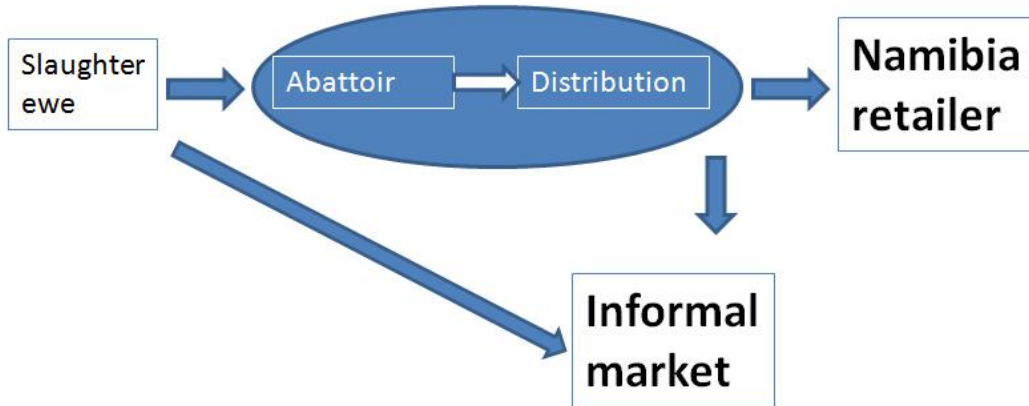 Slaughter
ewe
Abattoir
Distribution
Namibia
retailer
Informal
market